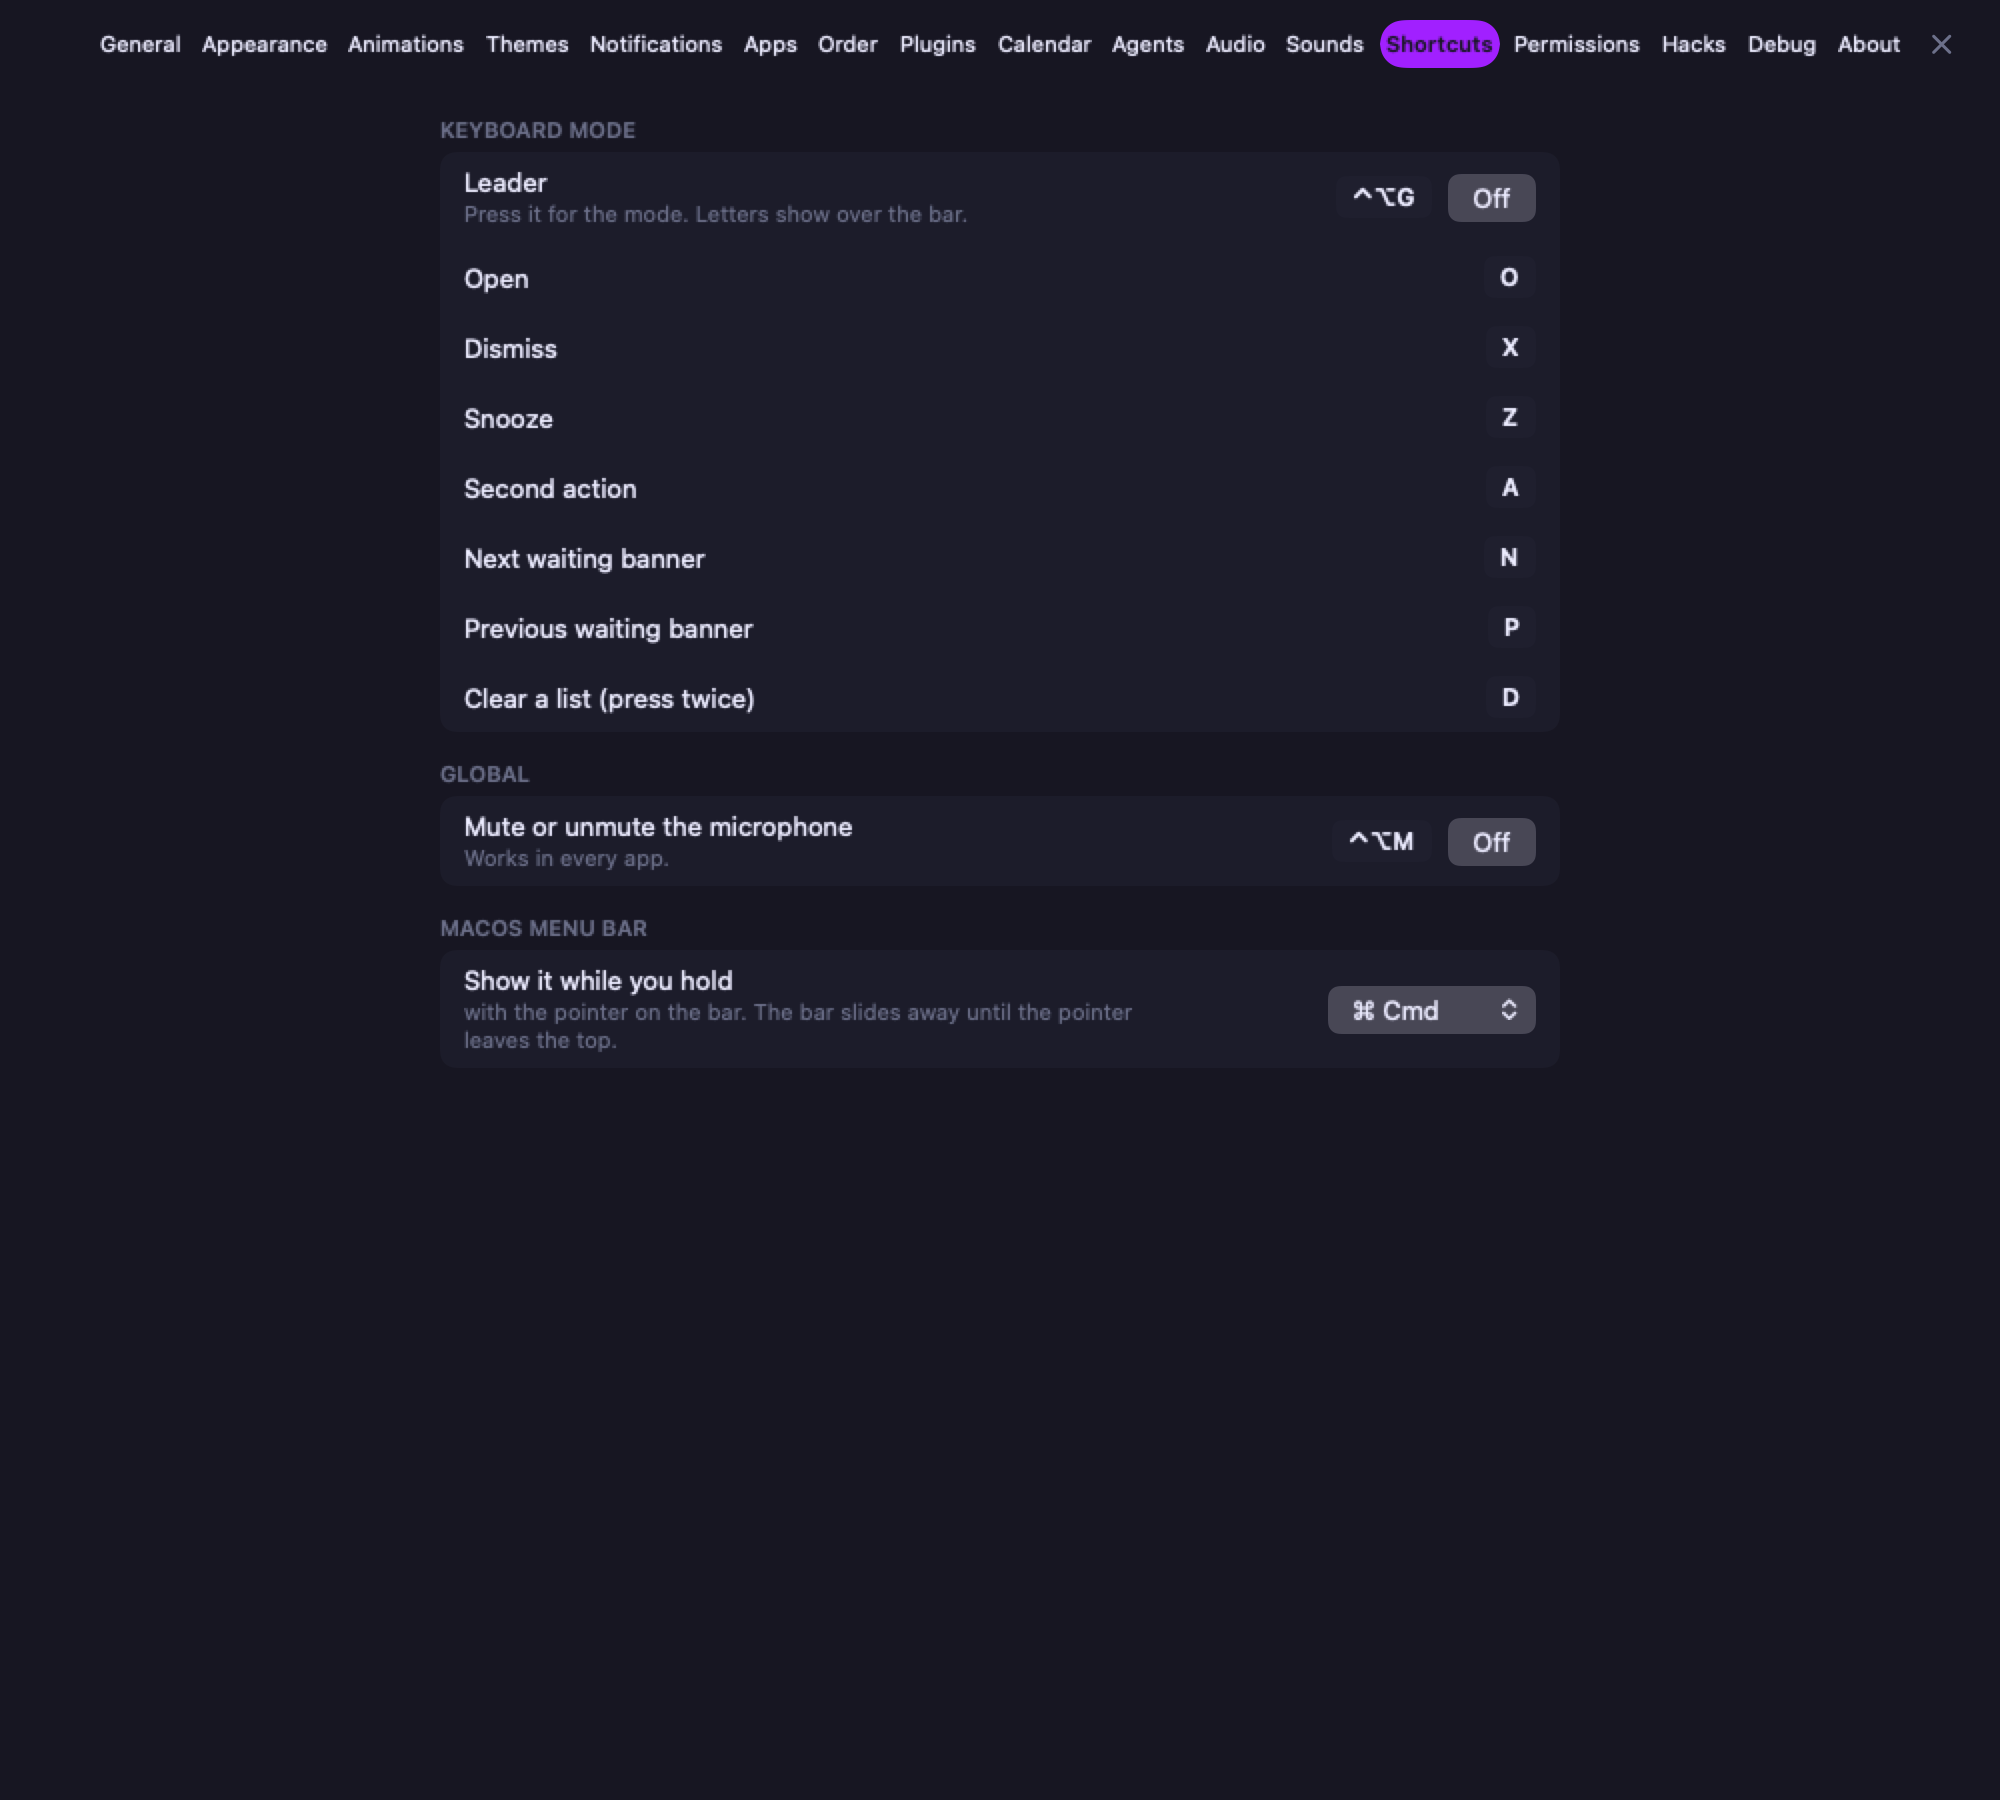 General Appearance Animations Themes Notifications Apps Order Plugins Calendar Agents Audio Sounds Shortcuts Permissions Hacks Debug About
KEYBOARD MODE
Leader ⌃⌥G Off
Press it for the mode. Letters show over the bar.
Open O
Dismiss X
Snooze Z
Second action A
Next waiting banner N
Previous waiting banner P
Clear a list (press twice) D
GLOBAL
Mute or unmute the microphone ⌃⌥M Off
Works in every app.
MACOS MENU BAR
Show it while you hold ⌘ Cmd
with the pointer on the bar. The bar slides away until the pointer
leaves the top.